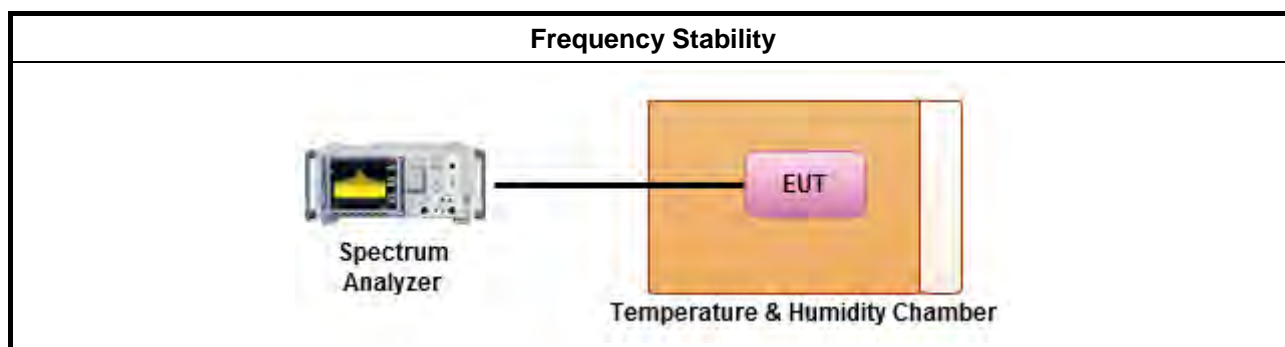 Frequency Stability
EUT
Spectrum
Analyzer
Temperature & Humidity Chamber